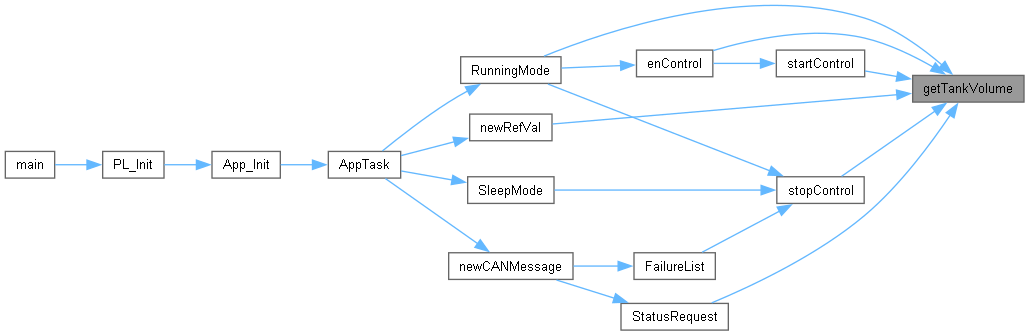 RunningMode
enControl
startControl
getTankVolume
newRefVal
main
PL_Init
App_Init
AppTask
SleepMode
stopControl
newCANMessage
FailureList
StatusRequest